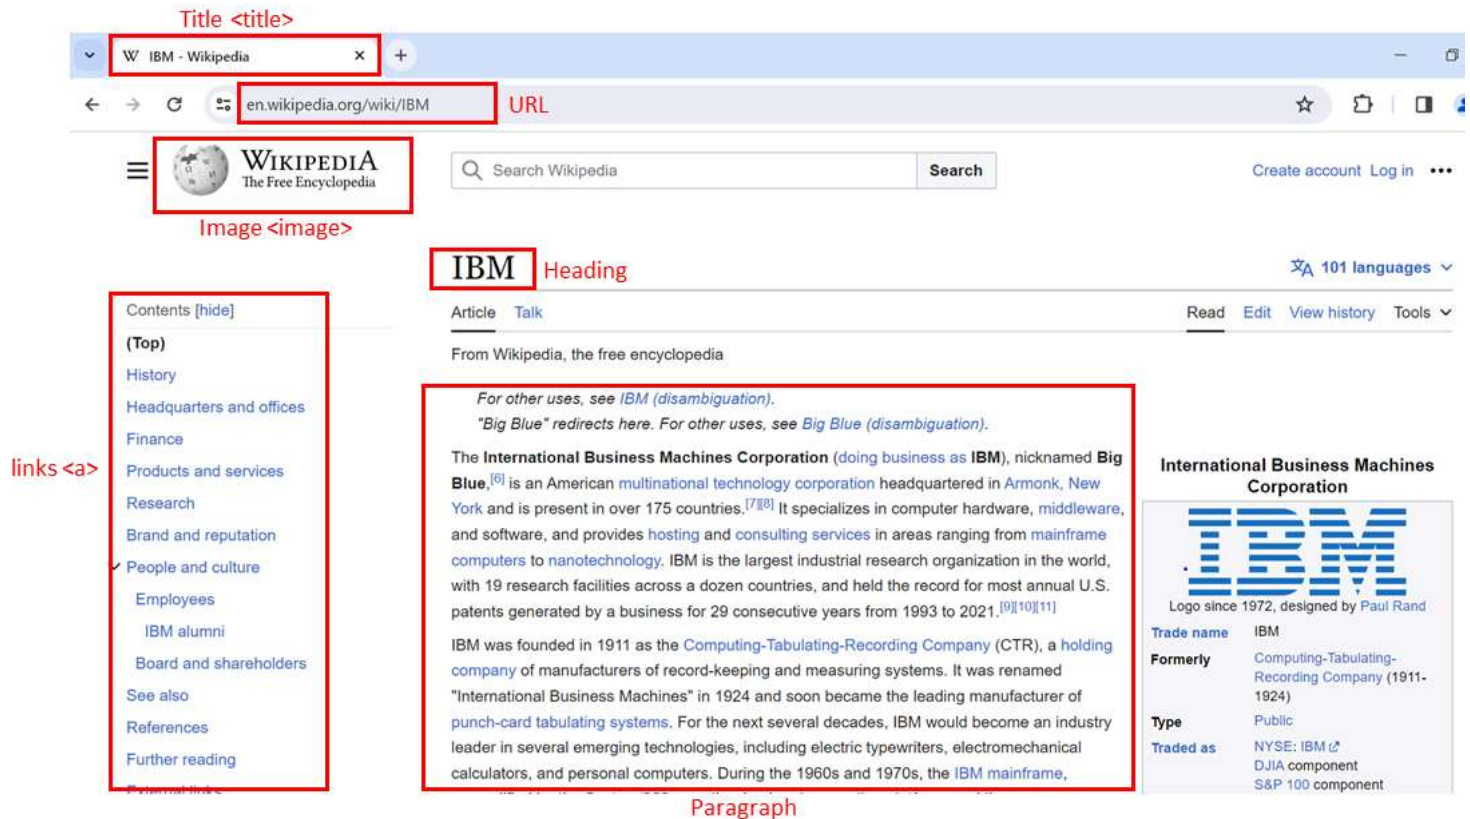 Title <title>
W IBM - Wikipedia
en.wikipedia.org/wiki/IBM
URL
WIKIPEDIA
The Free Encyclopedia
Search Wikipedia
Search
Create account Log in
Image <image>
IBM
Heading
101 languages
links <a>
Contents [hide]
(Top)
History
Headquarters and offices
Finance
Products and services
Research
Brand and reputation
People and culture
Employees
IBM alumni
Board and shareholders
See also
References
Further reading
Article Talk
Read Edit View history Tools
From Wikipedia, the free encyclopedia
For other uses, see IBM (disambiguation).
"Big Blue" redirects here. For other uses, see Big Blue (disambiguation).
The International Business Machines Corporation (doing business as IBM), nicknamed Big
Blue,[6] is an American multinational technology corporation headquartered in Armonk, New
York and is present in over 175 countries.[7][8] It specializes in computer hardware, middleware,
and software, and provides hosting and consulting services in areas ranging from mainframe
computers to nanotechnology. IBM is the largest industrial research organization in the world,
with 19 research facilities across a dozen countries, and held the record for most annual U.S.
patents generated by a business for 29 consecutive years from 1993 to 2021.[9][10][11]
IBM was founded in 1911 as the Computing-Tabulating-Recording Company (CTR), a holding
company of manufacturers of record-keeping and measuring systems. It was renamed
"International Business Machines" in 1924 and soon became the leading manufacturer of
punch-card tabulating systems. For the next several decades, IBM would become an industry
leader in several emerging technologies, including electric typewriters, electromechanical
calculators, and personal computers. During the 1960s and 1970s, the IBM mainframe,
Paragraph
International Business Machines
Corporation
IBM
Logo since 1972, designed by Paul Rand
Trade name IBM
Formerly Computing-Tabulating-
Recording Company (1911-
1924)
Type Public
Traded as NYSE: IBM
DJIA component
S&P 100 component